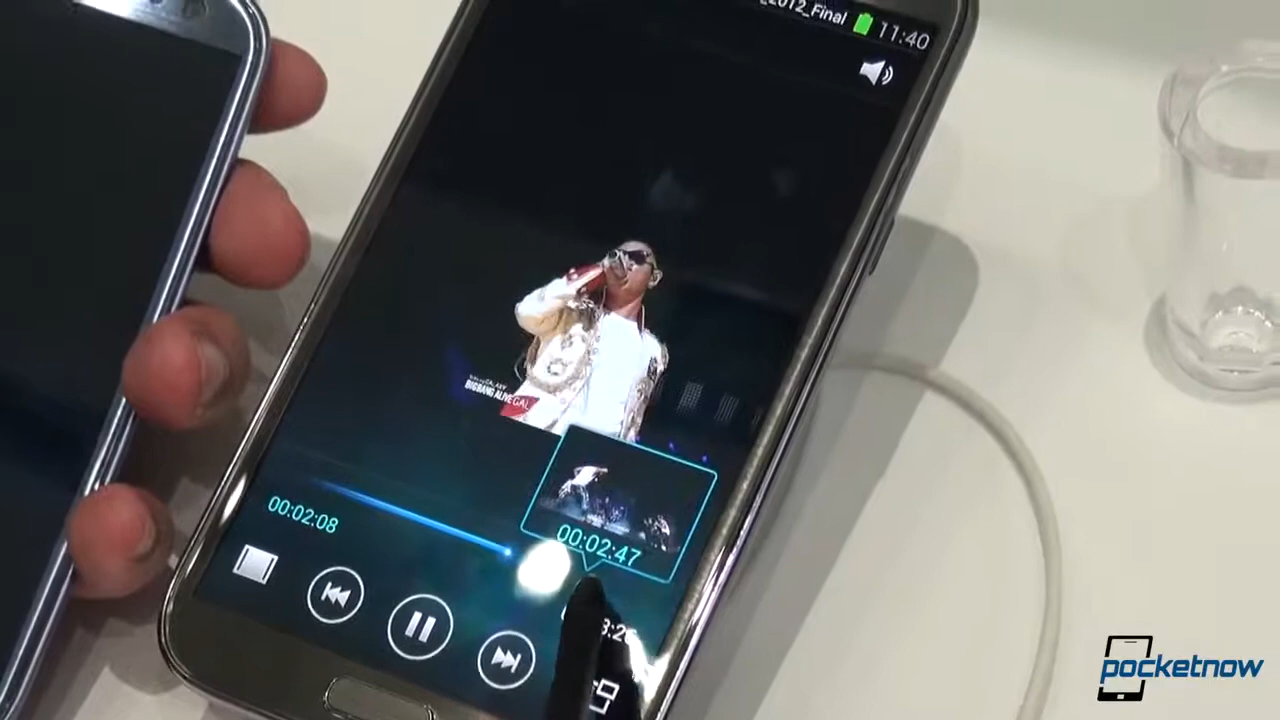 _2012_Final
11:40
BIGBANG ALIVE GAL
00:02:08
00:02:47
pocketnow